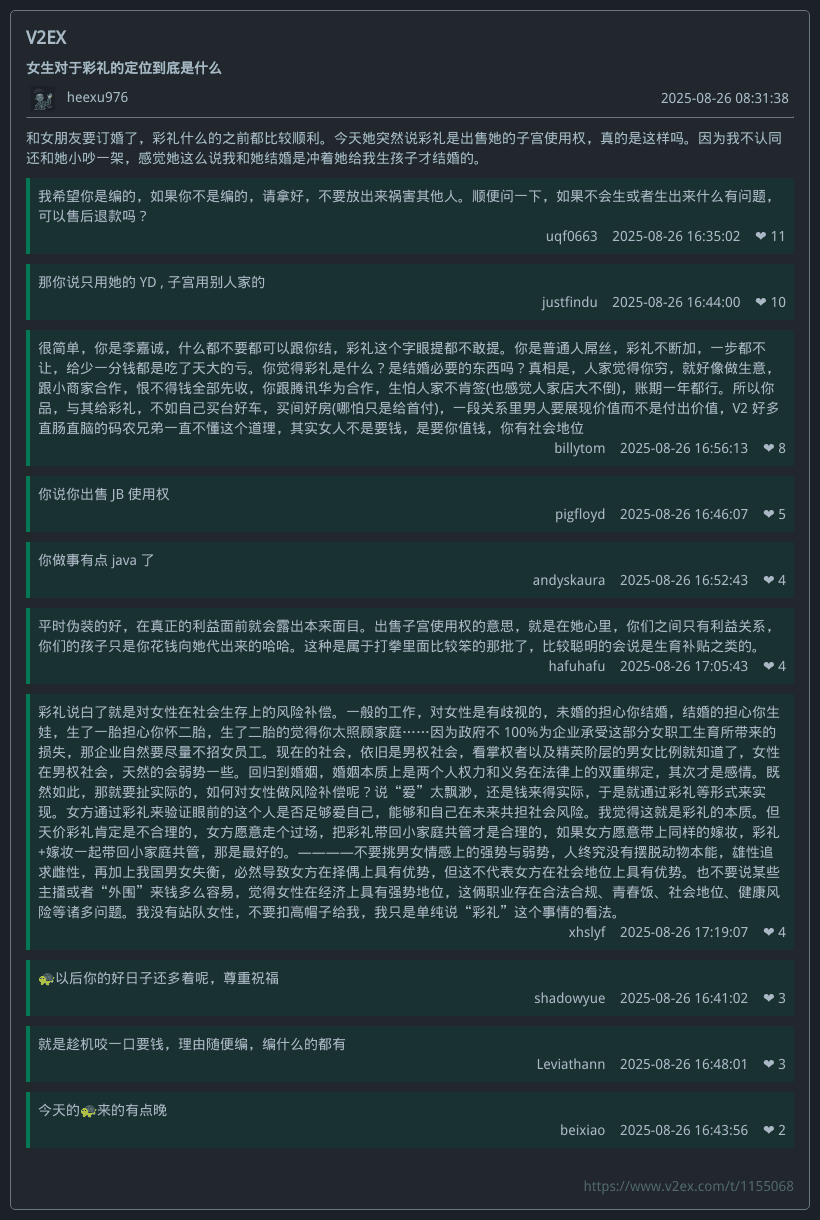 V2EX
女生对于彩礼的定位到底是什么
heexu976
2025-08-26 08:31:38
和女朋友要订婚了，彩礼什么的之前都比较顺利。今天她突然说彩礼是出售她的子宫使用权，真的是这样吗。因为我不认同
还和她小吵一架，感觉她这么说我和她结婚是冲着她给我生孩子才结婚的。
我希望你是编的，如果你不是编的，请拿好，不要放出来祸害其他人。顺便问一下，如果不会生或者生出来什么有问题，
可以售后退款吗？
uqf0663 2025-08-26 16:35:02 ❤ 11
那你说只用她的 YD , 子宫用别人家的
justfindu 2025-08-26 16:44:00 ❤ 10
很简单，你是李嘉诚，什么都不要都可以跟你结，彩礼这个字眼提都不敢提。你是普通人屌丝，彩礼不断加，一步都不
让，给少一分钱都是吃了天大的亏。你觉得彩礼是什么？是结婚必要的东西吗？真相是，人家觉得你穷，就好像做生意，
跟小商家合作，恨不得钱全部先收，你跟腾讯华为合作，生怕人家不肯签(也感觉人家店大不倒)，账期一年都行。所以你
品，与其给彩礼，不如自己买台好车，买间好房(哪怕只是给首付)，一段关系里男人要展现价值而不是付出价值，V2 好多
直肠直脑的码农兄弟一直不懂这个道理，其实女人不是要钱，是要你值钱，你有社会地位
billytom 2025-08-26 16:56:13 ❤ 8
你说你出售 JB 使用权
pigfloyd 2025-08-26 16:46:07 ❤ 5
你做事有点 java 了
andyskaura 2025-08-26 16:52:43 ❤ 4
平时伪装的好，在真正的利益面前就会露出本来面目。出售子宫使用权的意思，就是在她心里，你们之间只有利益关系，
你们的孩子只是你花钱向她代出来的哈哈。这种是属于打拳里面比较笨的那批了，比较聪明的会说是生育补贴之类的。
hafuhafu 2025-08-26 17:05:43 ❤ 4
彩礼说白了就是对女性在社会生存上的风险补偿。一般的工作，对女性是有歧视的，未婚的担心你结婚，结婚的担心你生
娃，生了一胎担心你怀二胎，生了二胎的觉得你太照顾家庭……因为政府不 100%为企业承受这部分女职工生育所带来的
损失，那企业自然要尽量不招女员工。现在的社会，依旧是男权社会，看掌权者以及精英阶层的男女比例就知道了，女性
在男权社会，天然的会弱势一些。回归到婚姻，婚姻本质上是两个人权力和义务在法律上的双重绑定，其次才是感情。既
然如此，那就要扯实际的，如何对女性做风险补偿呢？说“爱”太飘渺，还是钱来得实际，于是就通过彩礼等形式来实
现。女方通过彩礼来验证眼前的这个人是否足够爱自己，能够和自己在未来共担社会风险。我觉得这就是彩礼的本质。但
天价彩礼肯定是不合理的，女方愿意走个过场，把彩礼带回小家庭共管才是合理的，如果女方愿意带上同样的嫁妆，彩礼
+嫁妆一起带回小家庭共管，那是最好的。————不要挑男女情感上的强势与弱势，人终究没有摆脱动物本能，雄性追
求雌性，再加上我国男女失衡，必然导致女方在择偶上具有优势，但这不代表女方在社会地位上具有优势。也不要说某些
主播或者“外围”来钱多么容易，觉得女性在经济上具有强势地位，这俩职业存在合法合规、青春饭、社会地位、健康风
险等诸多问题。我没有站队女性，不要扣高帽子给我，我只是单纯说“彩礼”这个事情的看法。
xhslyf 2025-08-26 17:19:07 ❤ 4
🐢以后你的好日子还多着呢，尊重祝福
shadowyue 2025-08-26 16:41:02 ❤ 3
就是趁机咬一口要钱，理由随便编，编什么的都有
Leviathann 2025-08-26 16:48:01 ❤ 3
今天的🐢来的有点晚
beixiao 2025-08-26 16:43:56 ❤ 2
https://www.v2ex.com/t/1155068